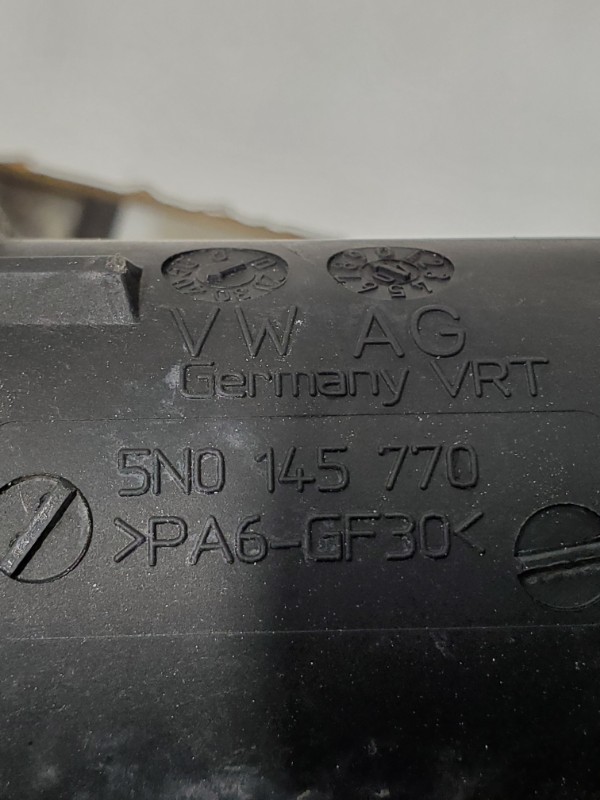 VW AG
Germany VRT
5N0 145 770
>PA6-GF30<